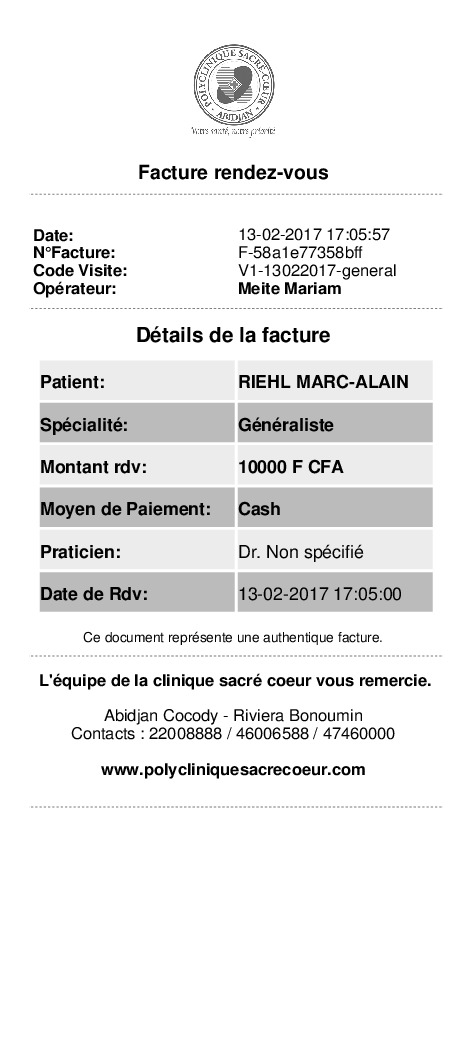 POLYCLINIQUE SACRÉ-CŒUR
ABIDJAN
Votre santé, notre priorité
Facture rendez-vous
Date: 13-02-2017 17:05:57
N°Facture: F-58a1e77358bff
Code Visite: V1-13022017-general
Opérateur: Meite Mariam
Détails de la facture
Patient: RIEHL MARC-ALAIN
Spécialité: Généraliste
Montant rdv: 10000 F CFA
Moyen de Paiement: Cash
Praticien: Dr. Non spécifié
Date de Rdv: 13-02-2017 17:05:00
Ce document représente une authentique facture.
L'équipe de la clinique sacré coeur vous remercie.
Abidjan Cocody - Riviera Bonoumin
Contacts : 22008888 / 46006588 / 47460000
www.polycliniquesacrecoeur.com